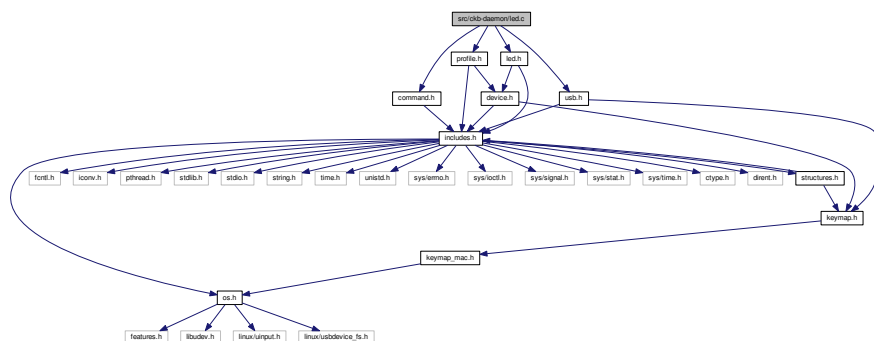 src/ckb-daemon/led.c
profile.h
led.h
command.h
device.h
usb.h
includes.h
fcntl.h
iconv.h
pthread.h
stdlib.h
stdio.h
string.h
time.h
unistd.h
sys/errno.h
sys/ioctl.h
sys/signal.h
sys/stat.h
sys/time.h
ctype.h
dirent.h
structures.h
keymap.h
keymap_mac.h
os.h
features.h
libudev.h
linux/uinput.h
linux/usbdevice_fs.h